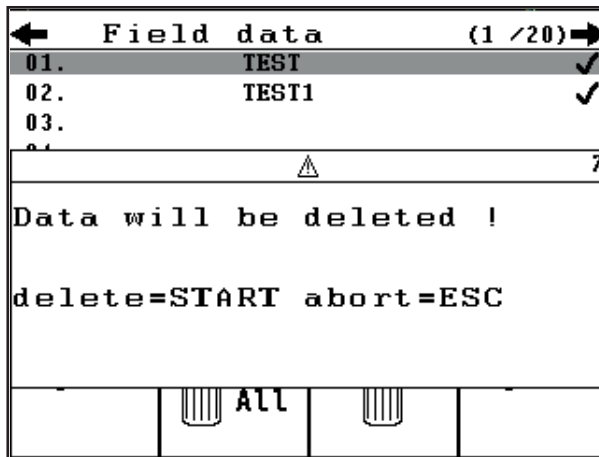 Field data (1 /20)
01. TEST
02. TEST1
03.
Data will be deleted !
delete=START abort=ESC
All